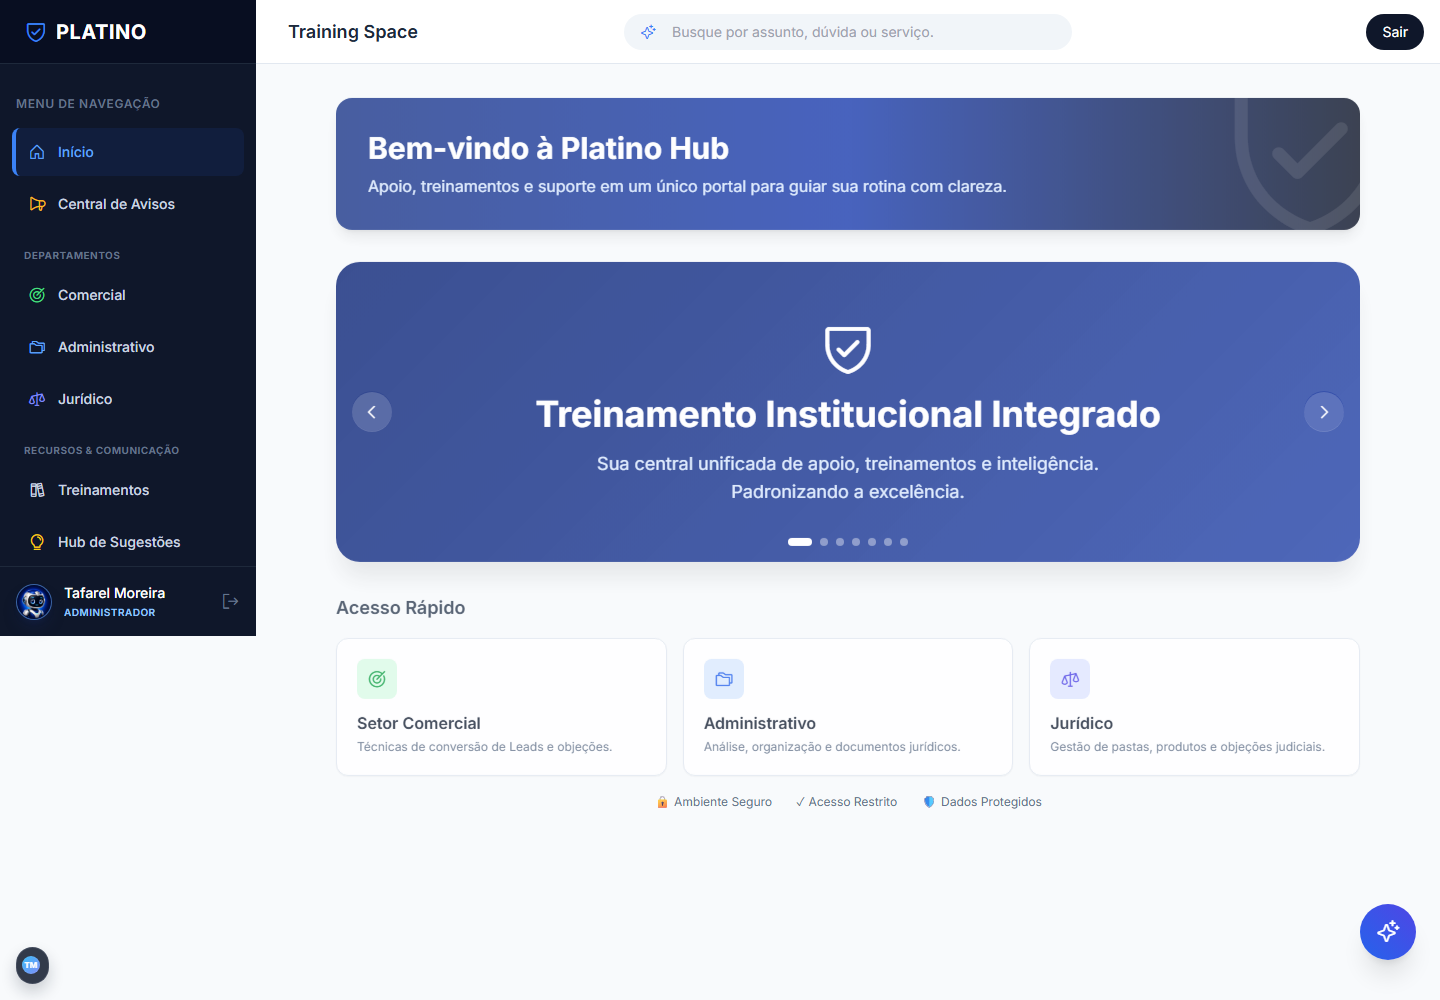 PLATINO
Training Space
Busque por assunto, dúvida ou serviço.
Sair
MENU DE NAVEGAÇÃO
Início
Central de Avisos
DEPARTAMENTOS
Comercial
Administrativo
Jurídico
RECURSOS & COMUNICAÇÃO
Treinamentos
Hub de Sugestões
Tafarel Moreira
ADMINISTRADOR
Bem-vindo à Platino Hub
Apoio, treinamentos e suporte em um único portal para guiar sua rotina com clareza.
Treinamento Institucional Integrado
Sua central unificada de apoio, treinamentos e inteligência.
Padronizando a excelência.
Acesso Rápido
Setor Comercial
Técnicas de conversão de Leads e objeções.
Administrativo
Análise, organização e documentos jurídicos.
Jurídico
Gestão de pastas, produtos e objeções judiciais.
Ambiente Seguro
✓ Acesso Restrito
Dados Protegidos
TM